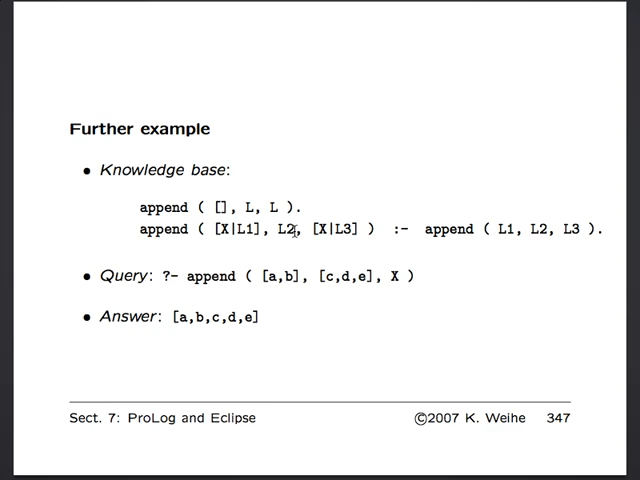 Further example
• Knowledge base:
append ( [], L, L ).
append ( [X|L1], L2, [X|L3] ) :- append ( L1, L2, L3 ).
• Query: ?- append ( [a,b], [c,d,e], X )
• Answer: [a,b,c,d,e]
Sect. 7: ProLog and Eclipse ©2007 K. Weihe 347